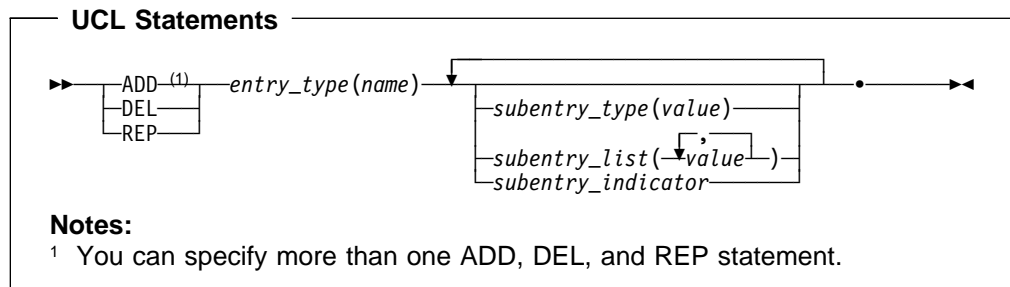 UCL Statements
ADD (1) entry_type(name)
DEL
REP
subentry_type(value)
,
subentry_list( value )
subentry_indicator
Notes:
1 You can specify more than one ADD, DEL, and REP statement.